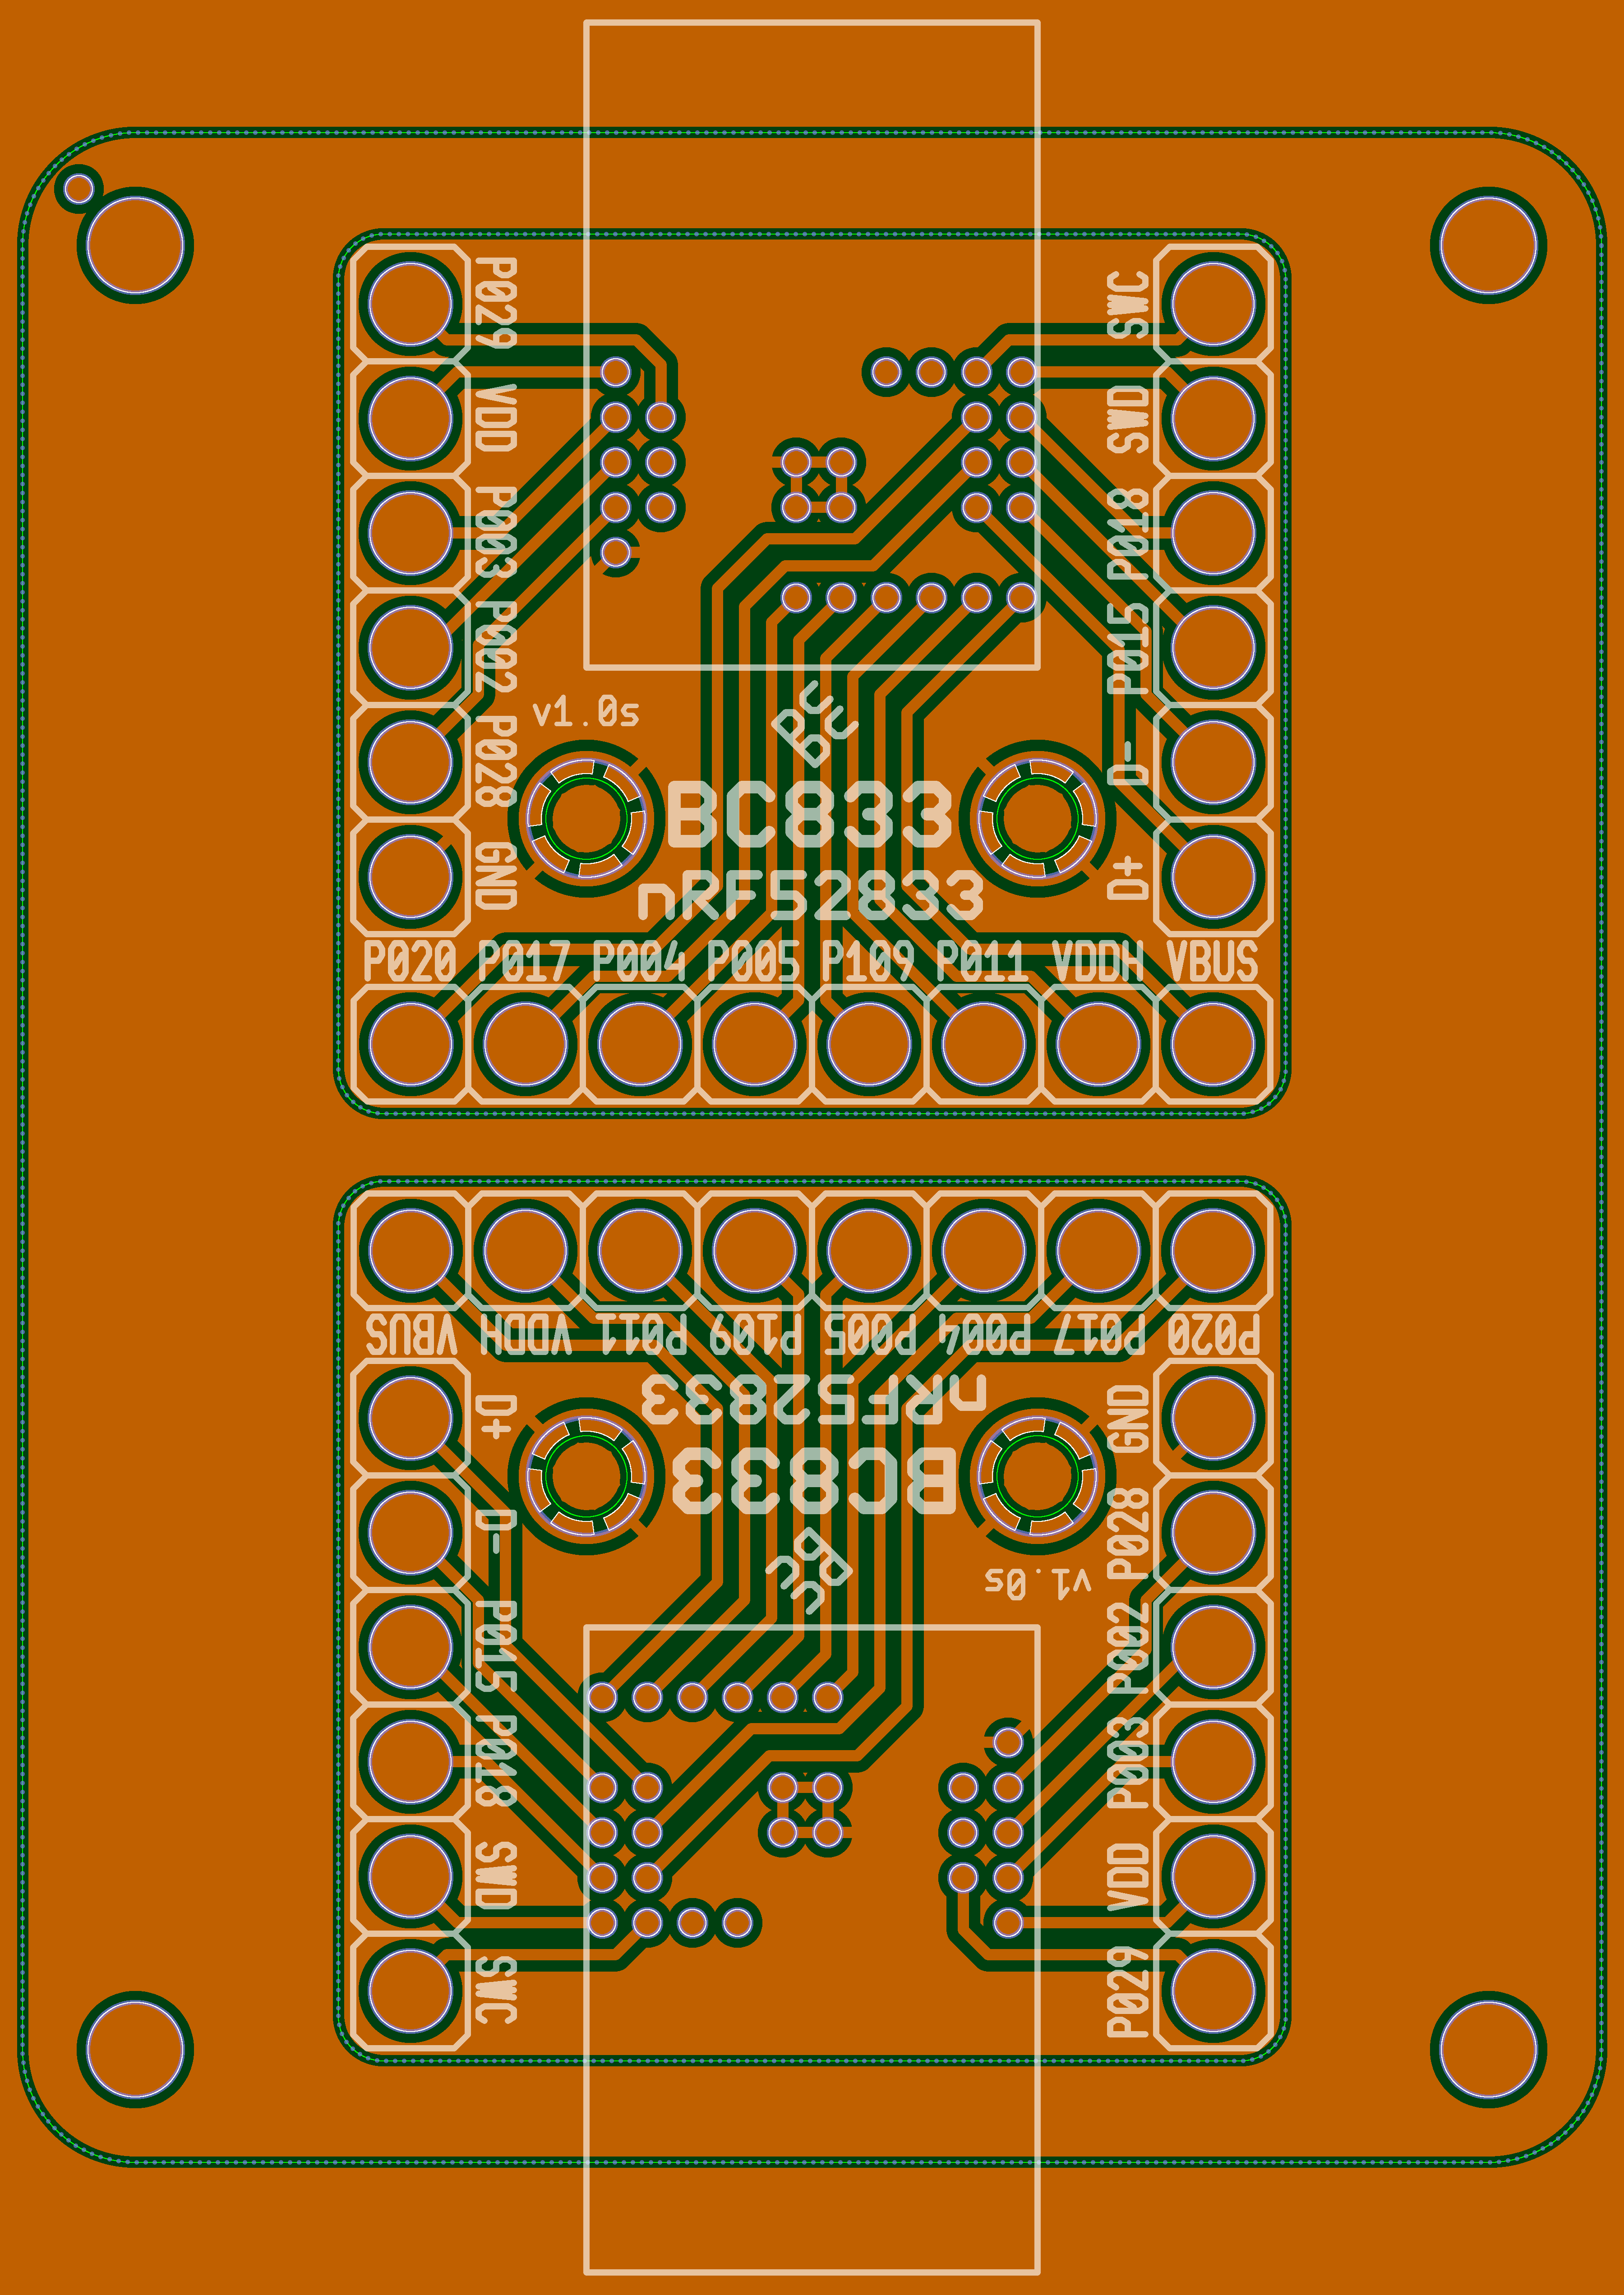 P029
SWC
VDD
SWD
P003
P018
P002
P015
v1.0s
P028
D-
BC833
GND
D+
nRF52833
P020 P017 P004 P005 P109 P011 VDDH VBUS
VBUS VDDH P011 P109 P005 P004 P017 P020
nRF52833
D+
GND
BC833
D-
P028
v1.0s
P015
P002
P018
P003
SWD
VDD
SWC
P029